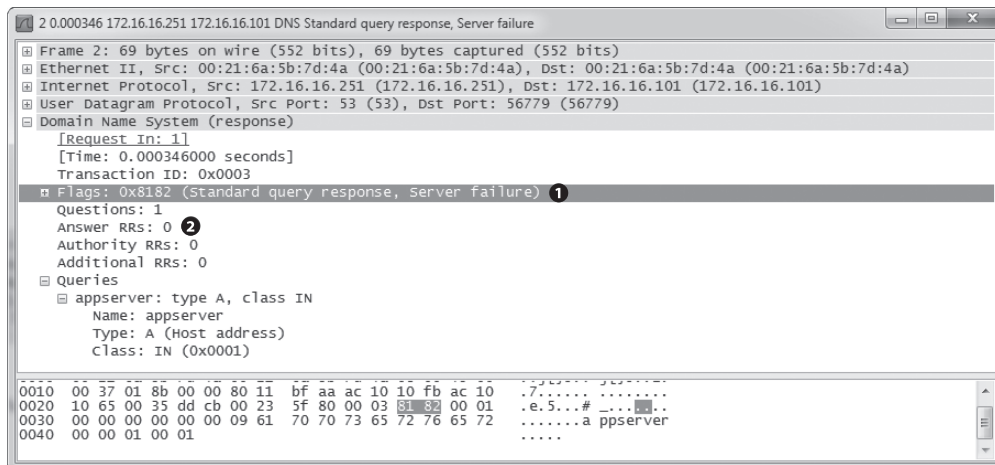 2 0.000346 172.16.16.251 172.16.16.101 DNS Standard query response, Server failure
Frame 2: 69 bytes on wire (552 bits), 69 bytes captured (552 bits)
Ethernet II, Src: 00:21:6a:5b:7d:4a (00:21:6a:5b:7d:4a), Dst: 00:21:6a:5b:7d:4a (00:21:6a:5b:7d:4a)
Internet Protocol, Src: 172.16.16.251 (172.16.16.251), Dst: 172.16.16.101 (172.16.16.101)
User Datagram Protocol, Src Port: 53 (53), Dst Port: 56779 (56779)
Domain Name System (response)
[Request In: 1]
[Time: 0.000346000 seconds]
Transaction ID: 0x0003
Flags: 0x8182 (Standard query response, Server failure) ❶
Questions: 1
Answer RRs: 0 ❷
Authority RRs: 0
Additional RRs: 0
Queries
appserver: type A, class IN
Name: appserver
Type: A (Host address)
Class: IN (0x0001)
0010 00 37 01 8b 00 00 80 11 bf aa ac 10 10 fb ac 10 .7...... ........
0020 10 65 00 35 dd cb 00 23 5f 80 00 03 81 82 00 01 .e.5...# _.......
0030 00 00 00 00 00 00 09 61 70 70 73 65 72 76 65 72 .......a ppserver
0040 00 00 01 00 01 .....